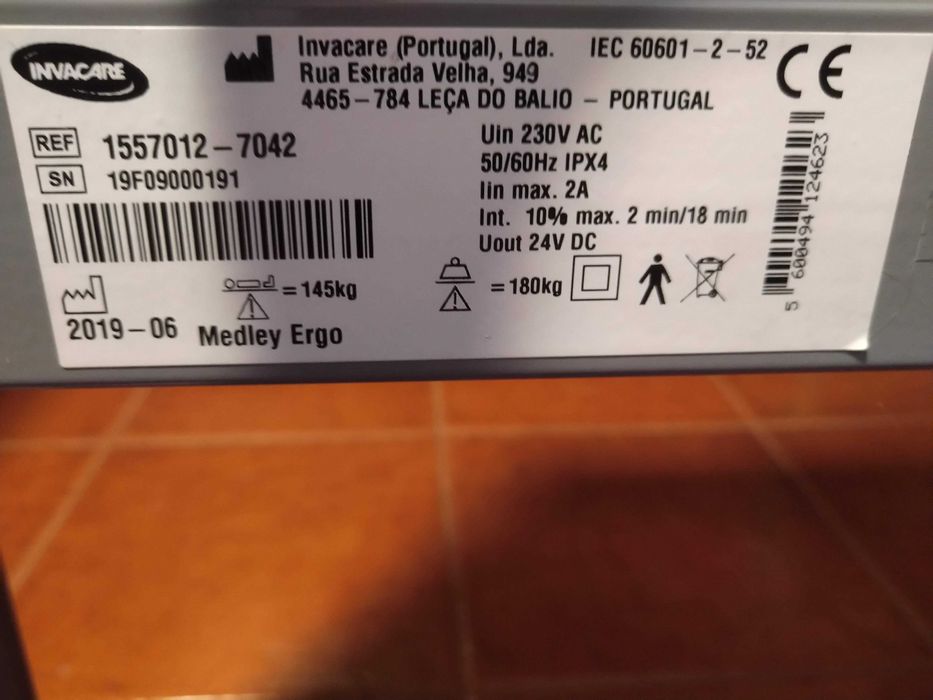 INVACARE
Invacare (Portugal), Lda.
Rua Estrada Velha, 949
4465-784 LEÇA DO BALIO - PORTUGAL
IEC 60601-2-52
CE
REF 1557012-7042
SN 19F09000191
Uin 230V AC
50/60Hz IPX4
Iin max. 2A
Int. 10% max. 2 min/18 min
Uout 24V DC
=145kg
=180kg
2019-06
Medley Ergo
5 600494 124623